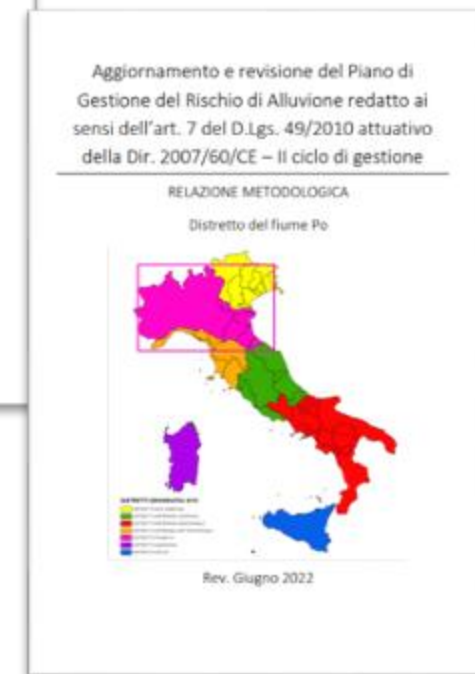 Aggiornamento e revisione del Piano di
Gestione del Rischio di Alluvione redatto ai
sensi dell'art. 7 del D.Lgs. 49/2010 attuativo
della Dir. 2007/60/CE – II ciclo di gestione
RELAZIONE METODOLOGICA
Distretto del fiume Po
Rev. Giugno 2022